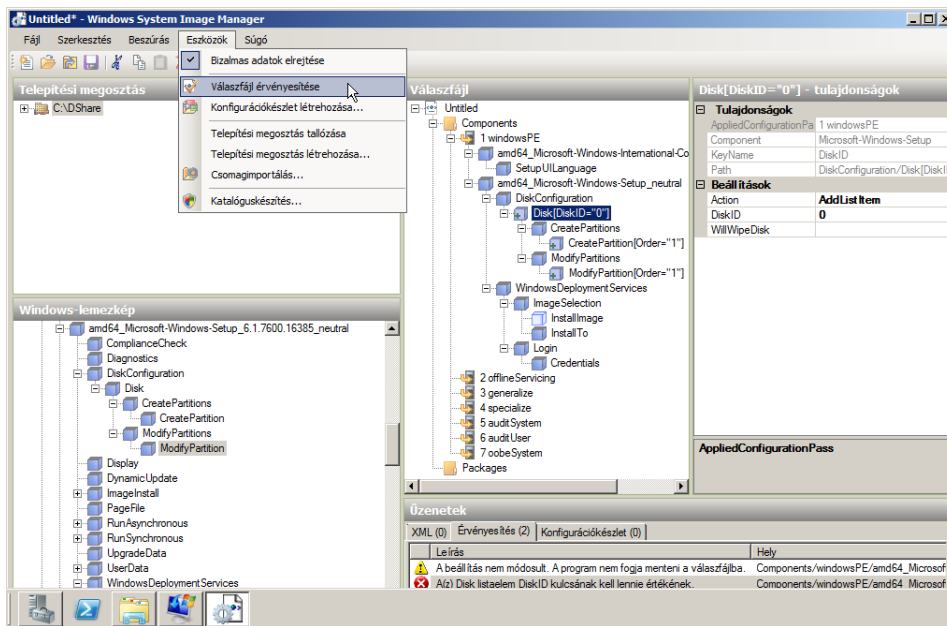 Untitled* - Windows System Image Manager
Fájl Szerkesztés Beszúrás Eszközök Súgó
Bizalmas adatok elrejtése
Válaszfájl érvényesítése
Konfigurációkészlet létrehozása...
Telepítési megosztás tallózása
Telepítési megosztás létrehozása...
Csomagimportálás...
Katalóguskészítés...
Telepítési megosztás
C:\DShare
Windows-lemezkép
amd64_Microsoft-Windows-Setup_6.1.7600.16385_neutral
ComplianceCheck
Diagnostics
DiskConfiguration
Disk
CreatePartitions
CreatePartition
ModifyPartitions
ModifyPartition
Display
DynamicUpdate
ImageInstall
PageFile
RunAsynchronous
RunSynchronous
UpgradeData
UserData
WindowsDeploymentServices
Válaszfájl
Untitled
Components
1 windowsPE
amd64_Microsoft-Windows-International-Co
SetupUILanguage
amd64_Microsoft-Windows-Setup_neutral
DiskConfiguration
Disk[DiskID="0"]
CreatePartitions
CreatePartition[Order="1"]
ModifyPartitions
ModifyPartition[Order="1"]
WindowsDeploymentServices
ImageSelection
InstallImage
InstallTo
Login
Credentials
2 offlineServicing
3 generalize
4 specialize
5 auditSystem
6 auditUser
7 oobeSystem
Packages
Disk[DiskID="0"] - tulajdonságok
Tulajdonságok
AppliedConfigurationPa 1 windowsPE
Component Microsoft-Windows-Setup
KeyName DiskID
Path DiskConfiguration/Disk[DiskI
Beállítások
Action AddListItem
DiskID 0
WillWipeDisk
AppliedConfigurationPass
Üzenetek
XML (0) Érvényesítés (2) Konfigurációkészlet (0)
Leírás Hely
A beállítás nem módosult. A program nem fogja menteni a válaszfájlba. Components/windowsPE/amd64_Microsof
A(z) Disk listaelem DiskID kulcsának kell lennie értékének. Components/windowsPE/amd64_Microsof